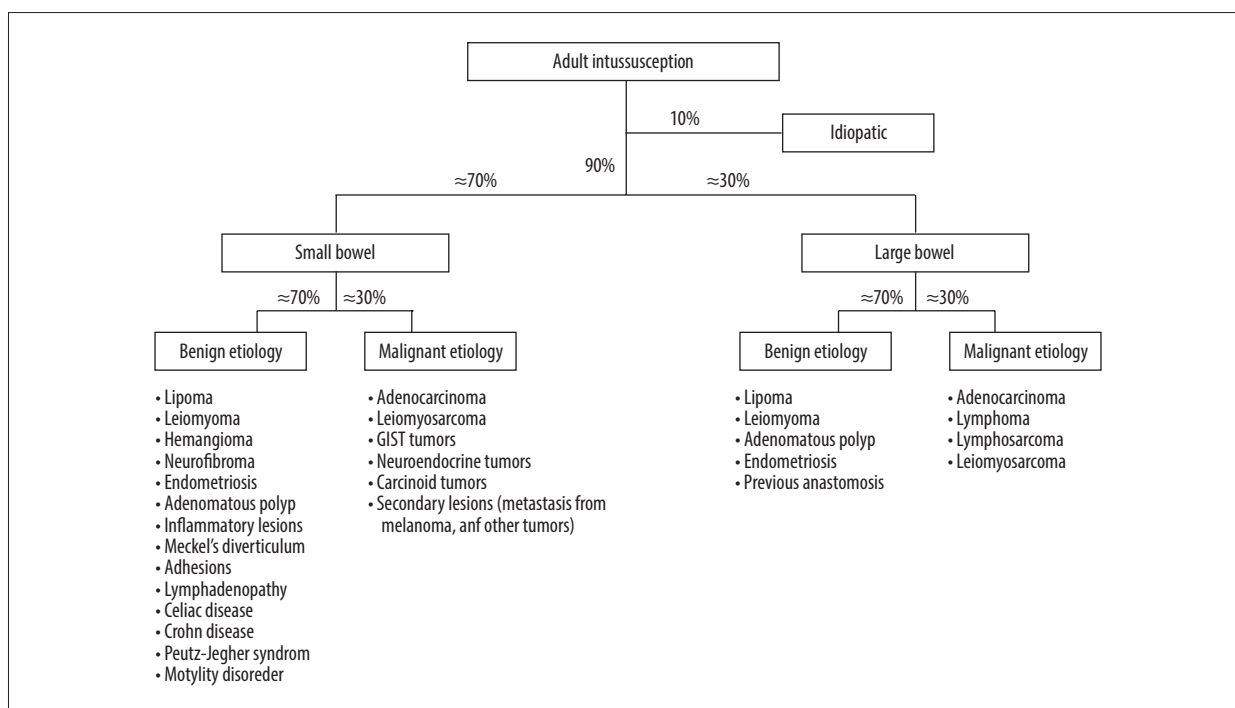 Adult intussusception
10%
Idiopatic
90%
≈70%
≈30%
Small bowel
Large bowel
≈70%
≈30%
≈70%
≈30%
Benign etiology
Malignant etiology
Benign etiology
Malignant etiology
• Lipoma
• Leiomyoma
• Hemangioma
• Neurofibroma
• Endometriosis
• Adenomatous polyp
• Inflammatory lesions
• Meckel's diverticulum
• Adhesions
• Lymphadenopathy
• Celiac disease
• Crohn disease
• Peutz-Jegher syndrom
• Motylity disoreder
• Adenocarcinoma
• Leiomyosarcoma
• GIST tumors
• Neuroendocrine tumors
• Carcinoid tumors
• Secondary lesions (metastasis from
melanoma, anf other tumors)
• Lipoma
• Leiomyoma
• Adenomatous polyp
• Endometriosis
• Previous anastomosis
• Adenocarcinoma
• Lymphoma
• Lymphosarcoma
• Leiomyosarcoma